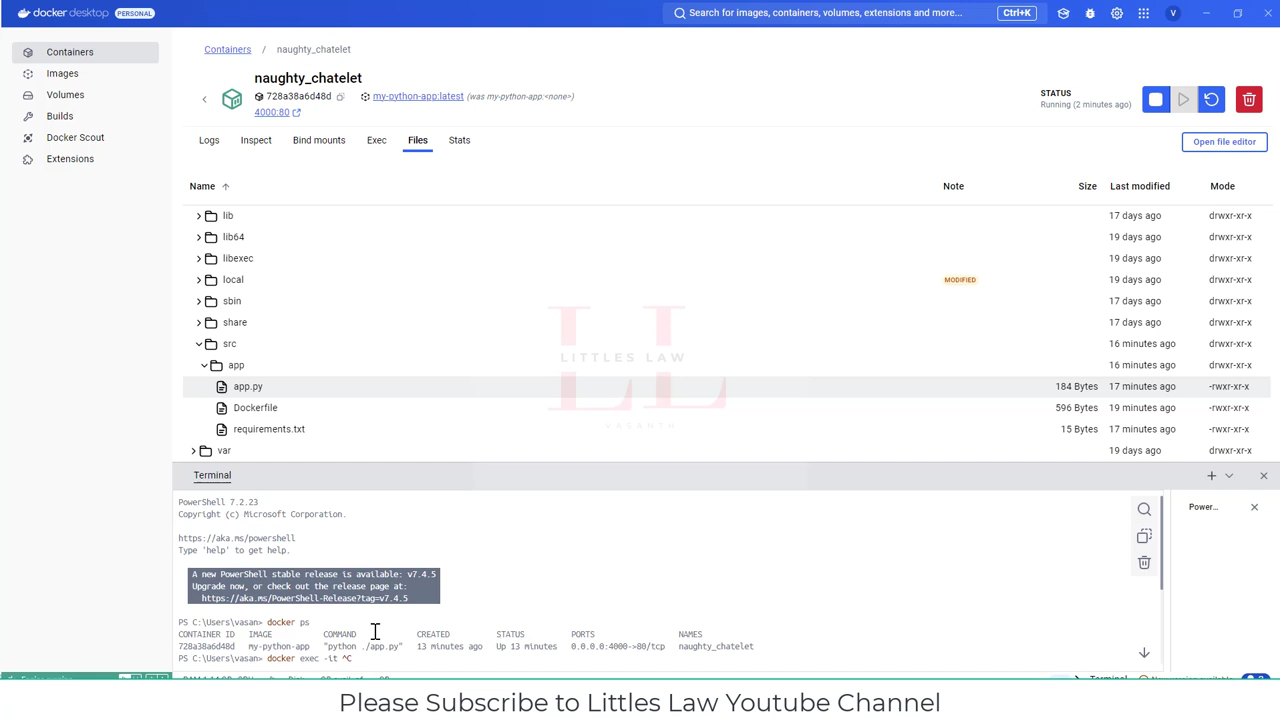 docker desktop PERSONAL Search for images, containers, volumes, extensions and more... Ctrl+K V
Containers
Images
Volumes
Builds
Docker Scout
Extensions
Containers / naughty_chatelet
naughty_chatelet
728a38a6d48d my-python-app:latest (was my-python-app:<none>)
4000:80
STATUS
Running (2 minutes ago)
Logs Inspect Bind mounts Exec Files Stats
Open file editor
Name Note Size Last modified Mode
lib 17 days ago drwxr-xr-x
lib64 19 days ago drwxr-xr-x
libexec 19 days ago drwxr-xr-x
local MODIFIED 19 days ago drwxr-xr-x
sbin 17 days ago drwxr-xr-x
share 17 days ago drwxr-xr-x
src 16 minutes ago drwxr-xr-x
app 16 minutes ago drwxr-xr-x
app.py 184 Bytes 17 minutes ago -rwxr-xr-x
Dockerfile 596 Bytes 19 minutes ago -rwxr-xr-x
requirements.txt 15 Bytes 17 minutes ago -rwxr-xr-x
var 19 days ago drwxr-xr-x
LL
LITTLES LAW
VASANTH
Terminal
PowerShell 7.2.23
Copyright (c) Microsoft Corporation.
https://aka.ms/powershell
Type 'help' to get help.
A new PowerShell stable release is available: v7.4.5
Upgrade now, or check out the release page at:
https://aka.ms/PowerShell-Release?tag=v7.4.5
PS C:\Users\vasan> docker ps
CONTAINER ID IMAGE COMMAND CREATED STATUS PORTS NAMES
728a38a6d48d my-python-app "python ./app.py" 13 minutes ago Up 13 minutes 0.0.0.0:4000->80/tcp naughty_chatelet
PS C:\Users\vasan> docker exec -it ^C
Power...
Please Subscribe to Littles Law Youtube Channel